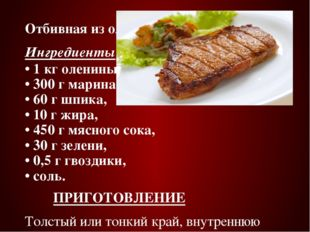 Отбивная из
Ингредиенты
• 1 кг оленины
• 300 г
• 60 г шпика,
• 10 г жира,
• 450 г мясного сока,
• 30 г зелени,
• 0,5 г гвоздики,
• соль.
ПРИГОТОВЛЕНИЕ
Толстый или тонкий край, внутреннюю